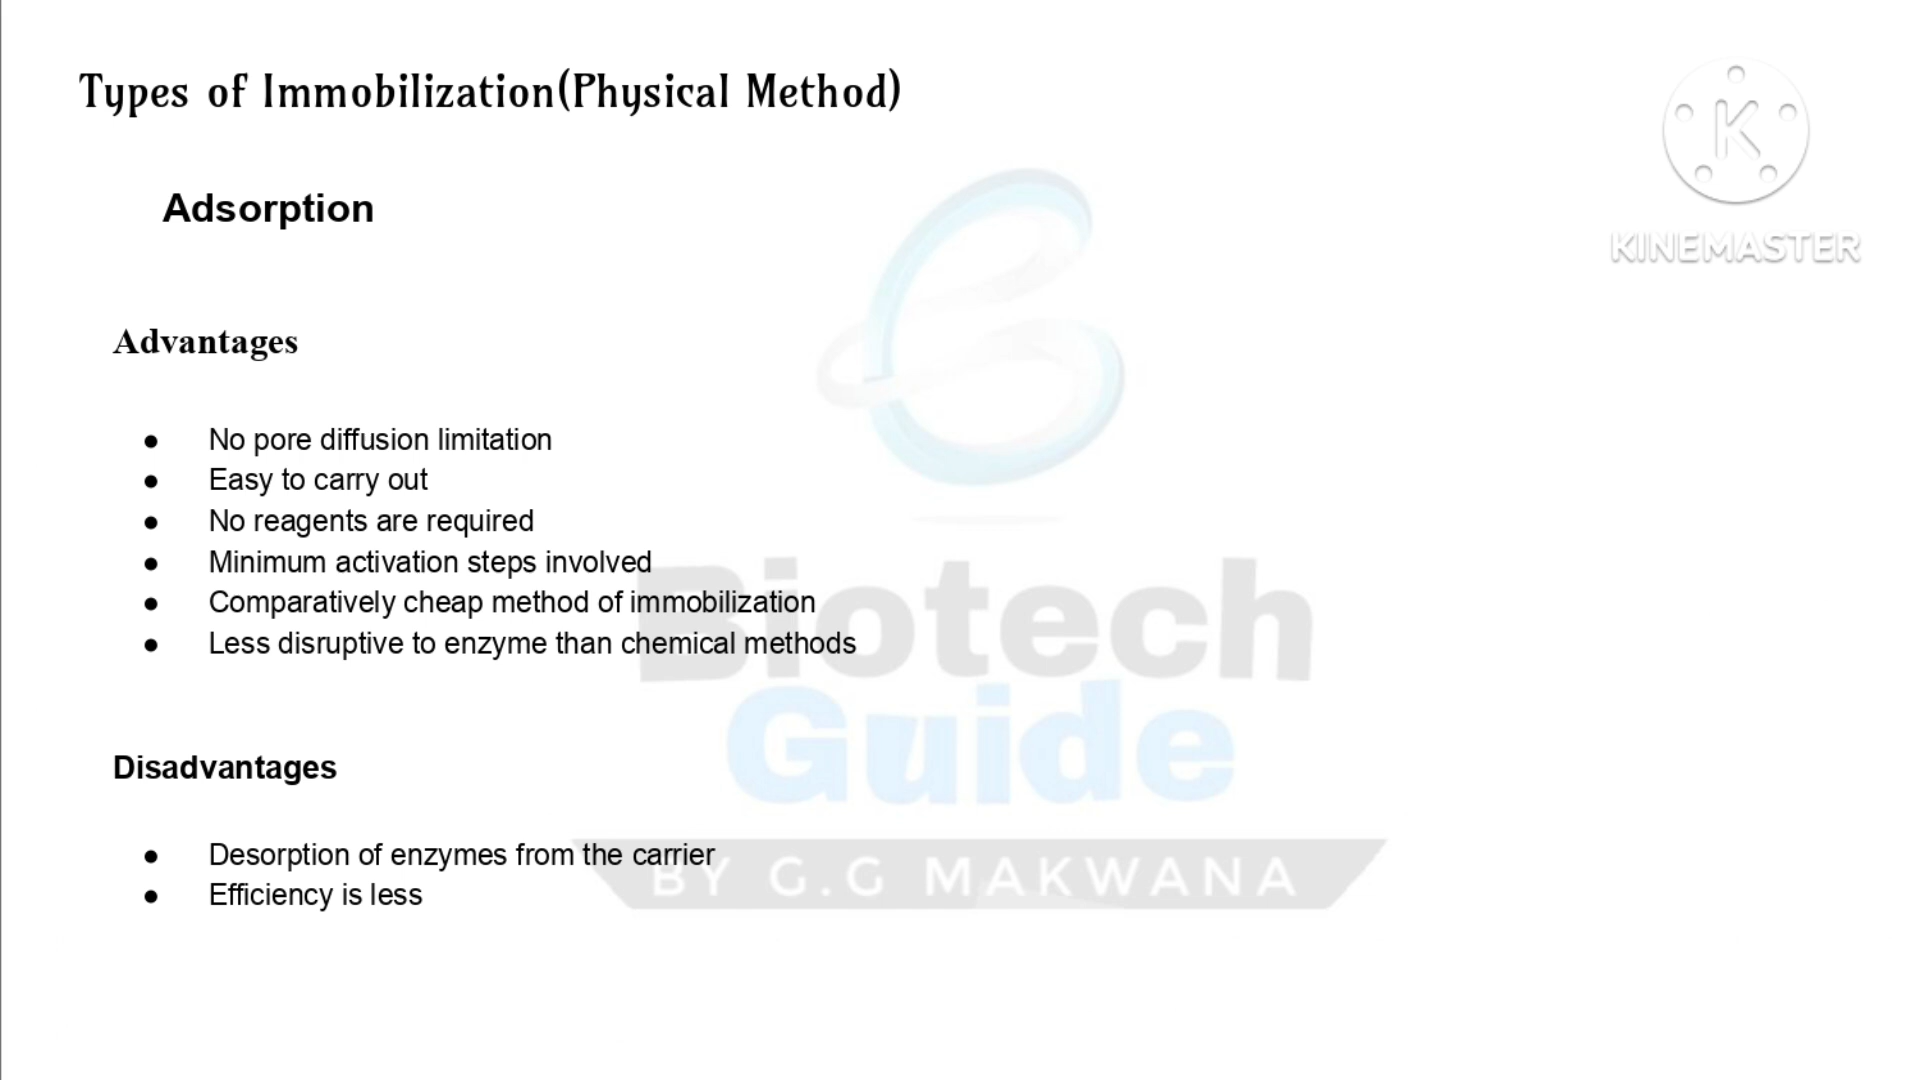 Types of Immobilization(Physical Method)
K
KINEMASTER
Adsorption
Advantages
● No pore diffusion limitation
● Easy to carry out
● No reagents are required
● Minimum activation steps involved
● Comparatively cheap method of immobilization
● Less disruptive to enzyme than chemical methods
Biotech
Guide
BY G.G MAKWANA
Disadvantages
● Desorption of enzymes from the carrier
● Efficiency is less